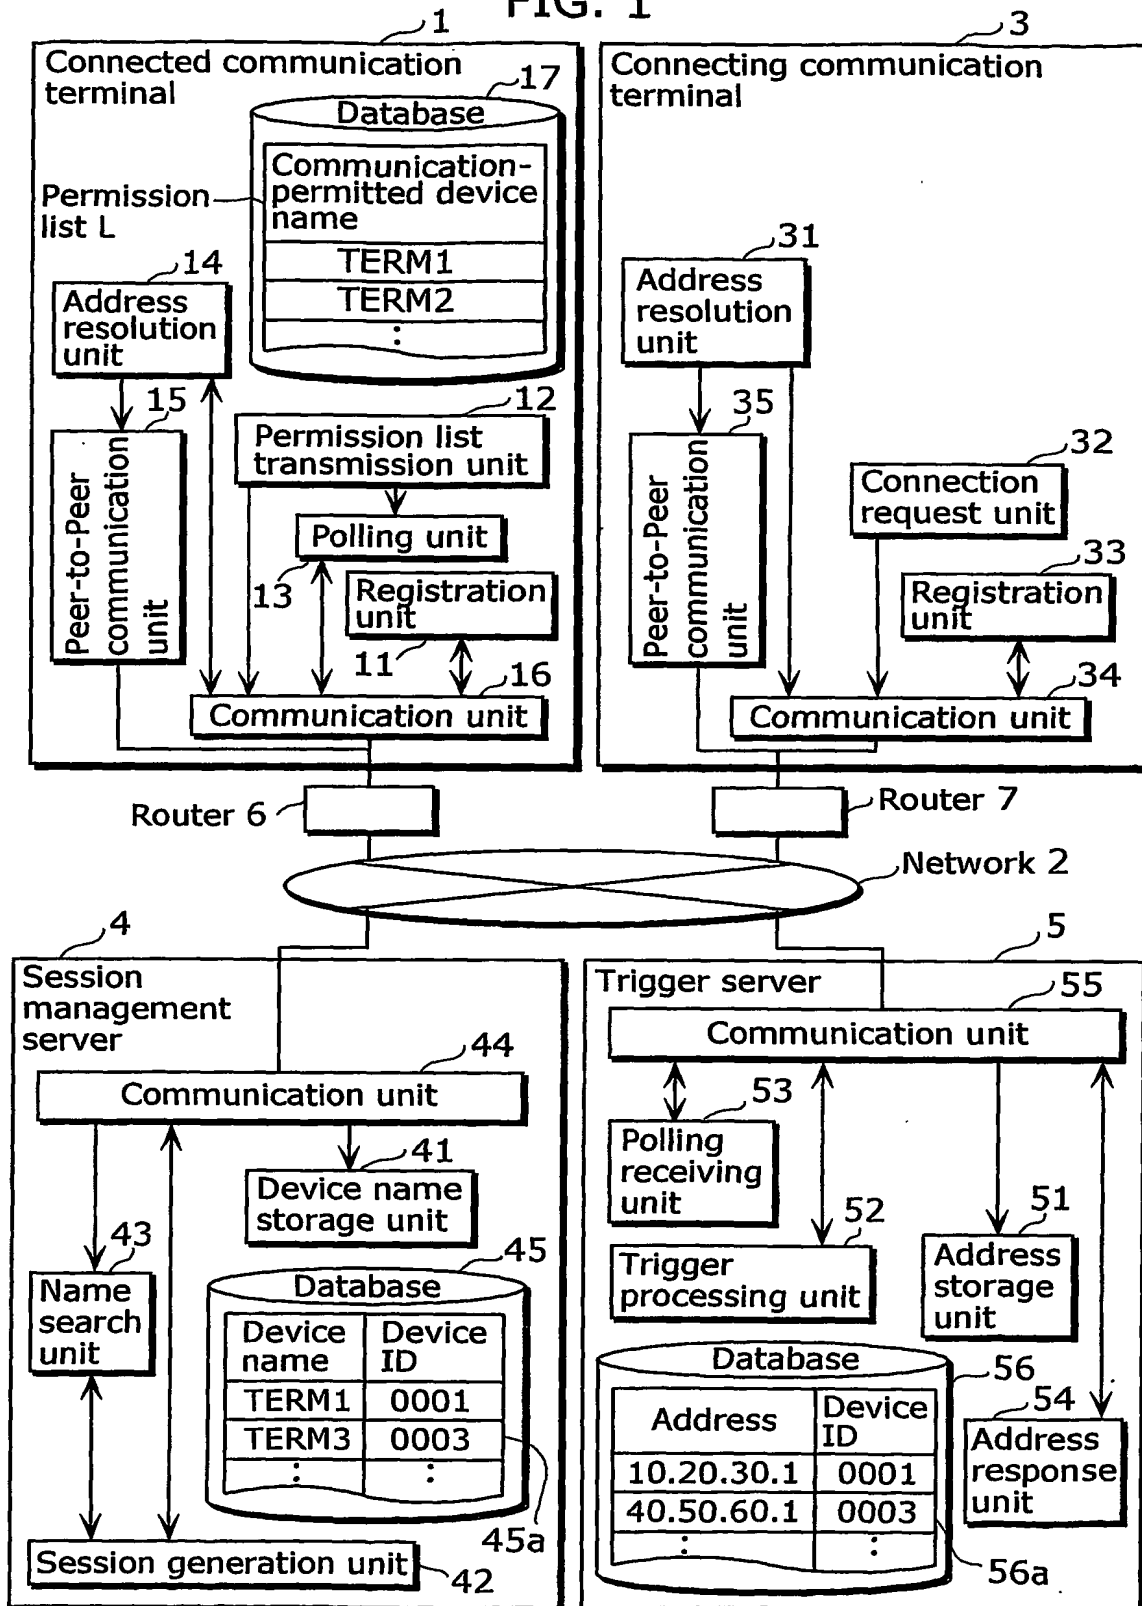 FIG. 1
1
Connected communication
terminal
17
Database
Communication-
permitted device
name
TERM1
TERM2
:
Permission
list L
14
Address
resolution
unit
15
Peer-to-Peer
communication
unit
12
Permission list
transmission unit
Polling unit
13
Registration
unit
11
16
Communication unit
3
Connecting communication
terminal
31
Address
resolution
unit
35
Peer-to-Peer
communication
unit
32
Connection
request unit
33
Registration
unit
34
Communication unit
Router 6
Router 7
Network 2
4
Session
management
server
44
Communication unit
41
Device name
storage unit
43
Name
search
unit
45
Database
Device
name
Device
ID
TERM1 0001
TERM3 0003
: :
45a
Session generation unit
42
5
Trigger server
55
Communication unit
53
Polling
receiving
unit
52
Trigger
processing unit
51
Address
storage
unit
Database
56
Address
Device
ID
10.20.30.1 0001
40.50.60.1 0003
: :
56a
54
Address
response
unit